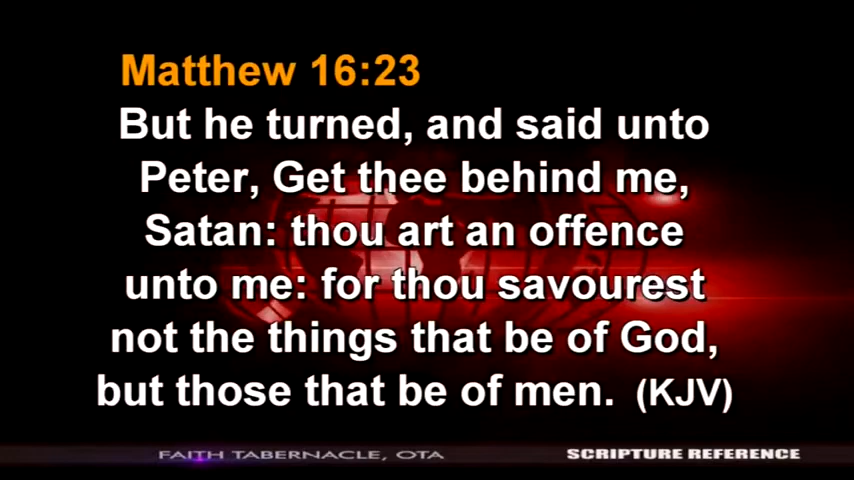 Matthew 16:23
But he turned, and said unto
Peter, Get thee behind me,
Satan: thou art an offence
unto me: for thou savourest
not the things that be of God,
but those that be of men. (KJV)
FAITH TABERNACLE, OTA
SCRIPTURE REFERENCE